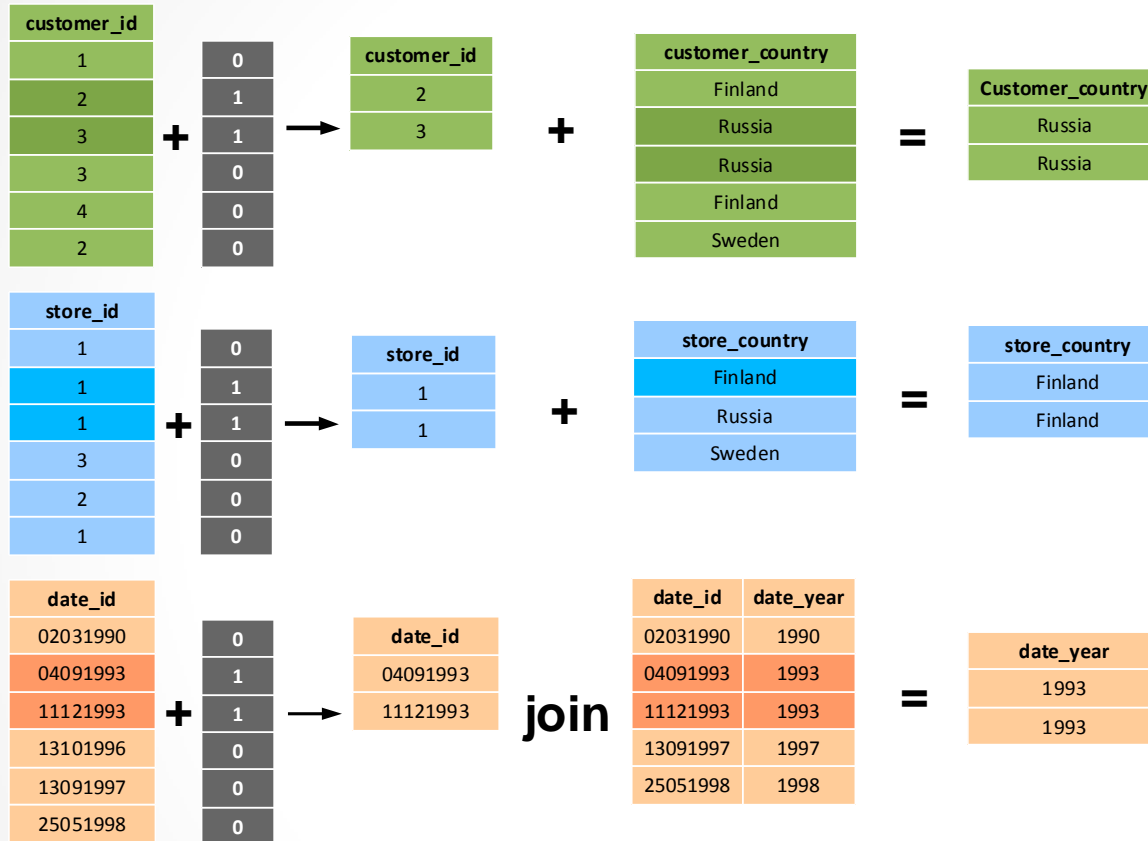 customer_id
1
2
3
3
4
2
+
0
1
1
0
0
0
customer_id
2
3
+
customer_country
Finland
Russia
Russia
Finland
Sweden
=
Customer_country
Russia
Russia
store_id
1
1
1
3
2
1
+
0
1
1
0
0
0
store_id
1
1
+
store_country
Finland
Russia
Sweden
=
store_country
Finland
Finland
date_id
02031990
04091993
11121993
13101996
13091997
25051998
+
0
1
1
0
0
0
date_id
04091993
11121993
join
date_id date_year
02031990 1990
04091993 1993
11121993 1993
13091997 1997
25051998 1998
=
date_year
1993
1993